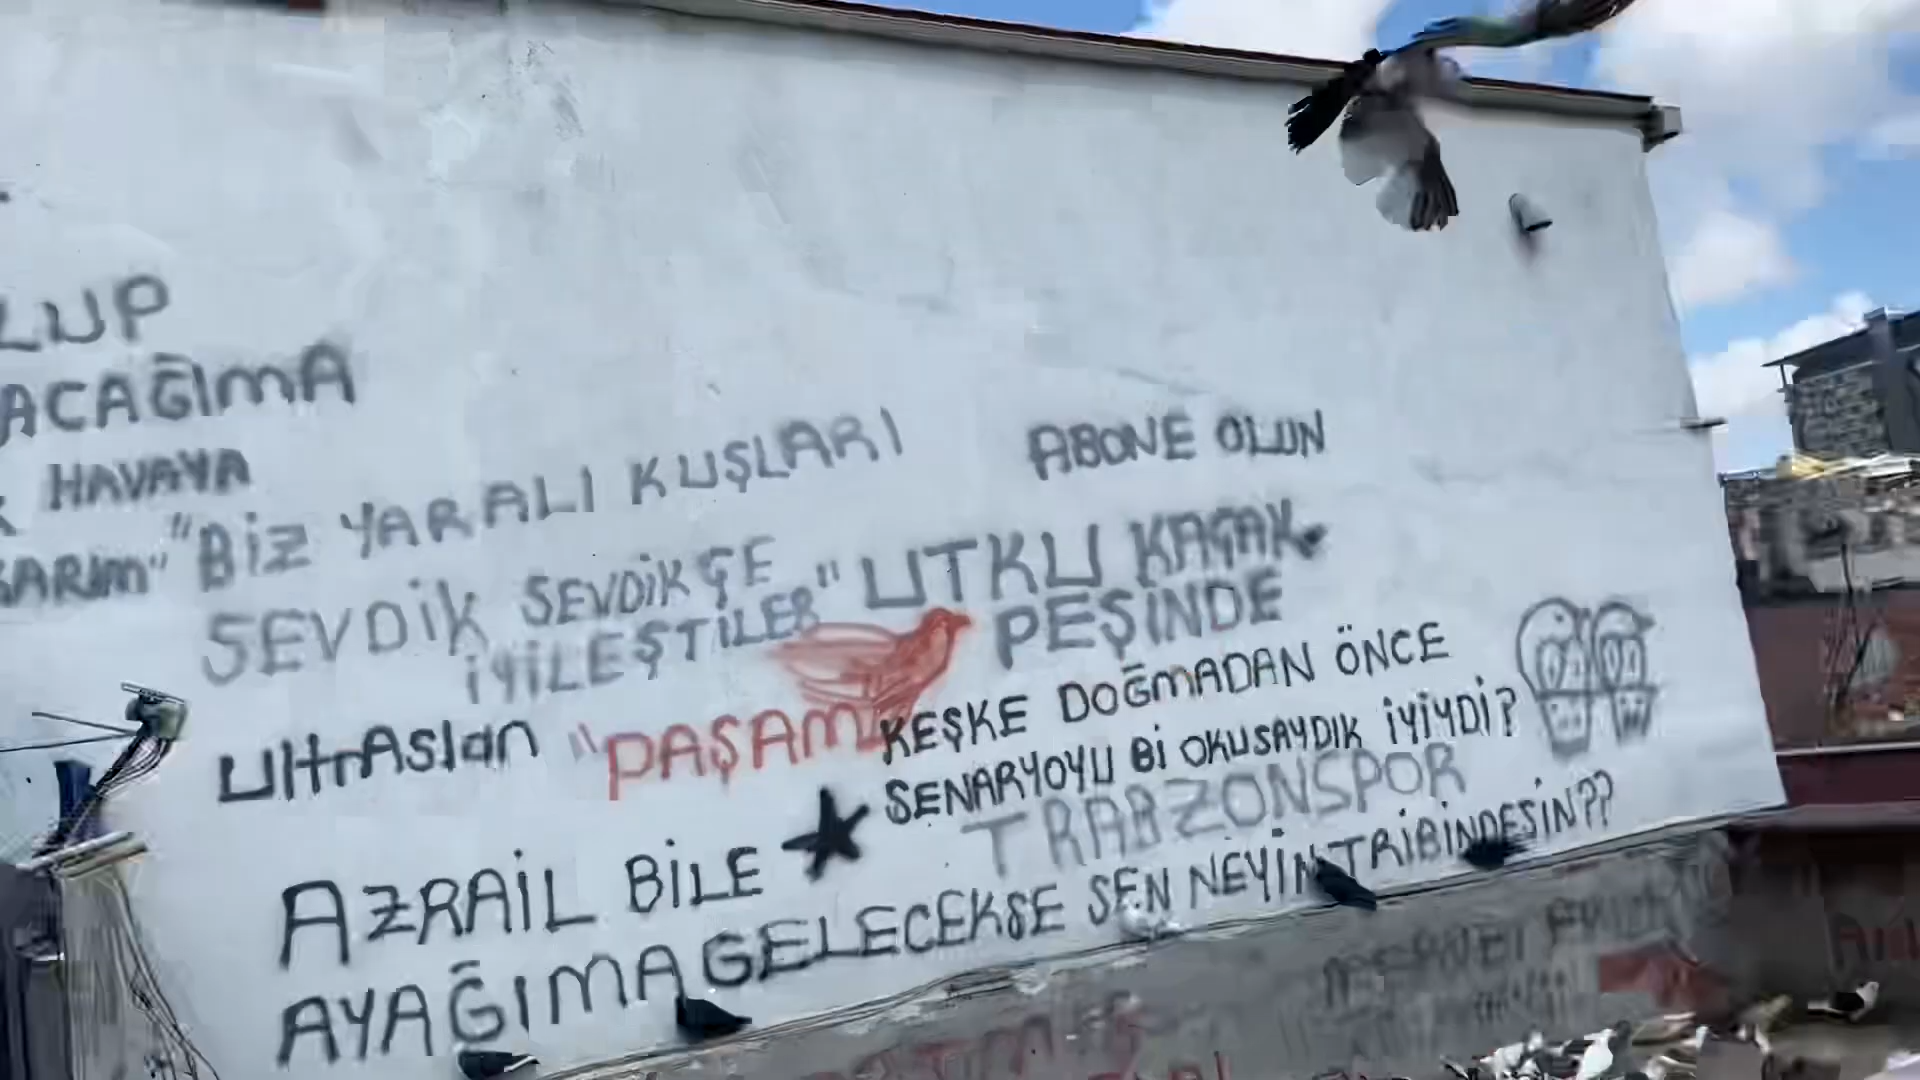 LUP
ACAĞIMA
HAVAYA
"BİZ YARALI KUŞLARI
SEVDİK SEVDİKÇE
İYİLEŞTİLER"
ABONE OLUN
UTKU KAÇAK
PEŞİNDE
UltrAslan "PAŞAM
KEŞKE DOĞMADAN ÖNCE
SENARYOYU Bİ OKUSAYDIK İYİYDİ?
TRABZONSPOR
AZRAİL BİLE
AYAĞIMA GELECEKSE SEN NEYİN TRİBİNDESİN??